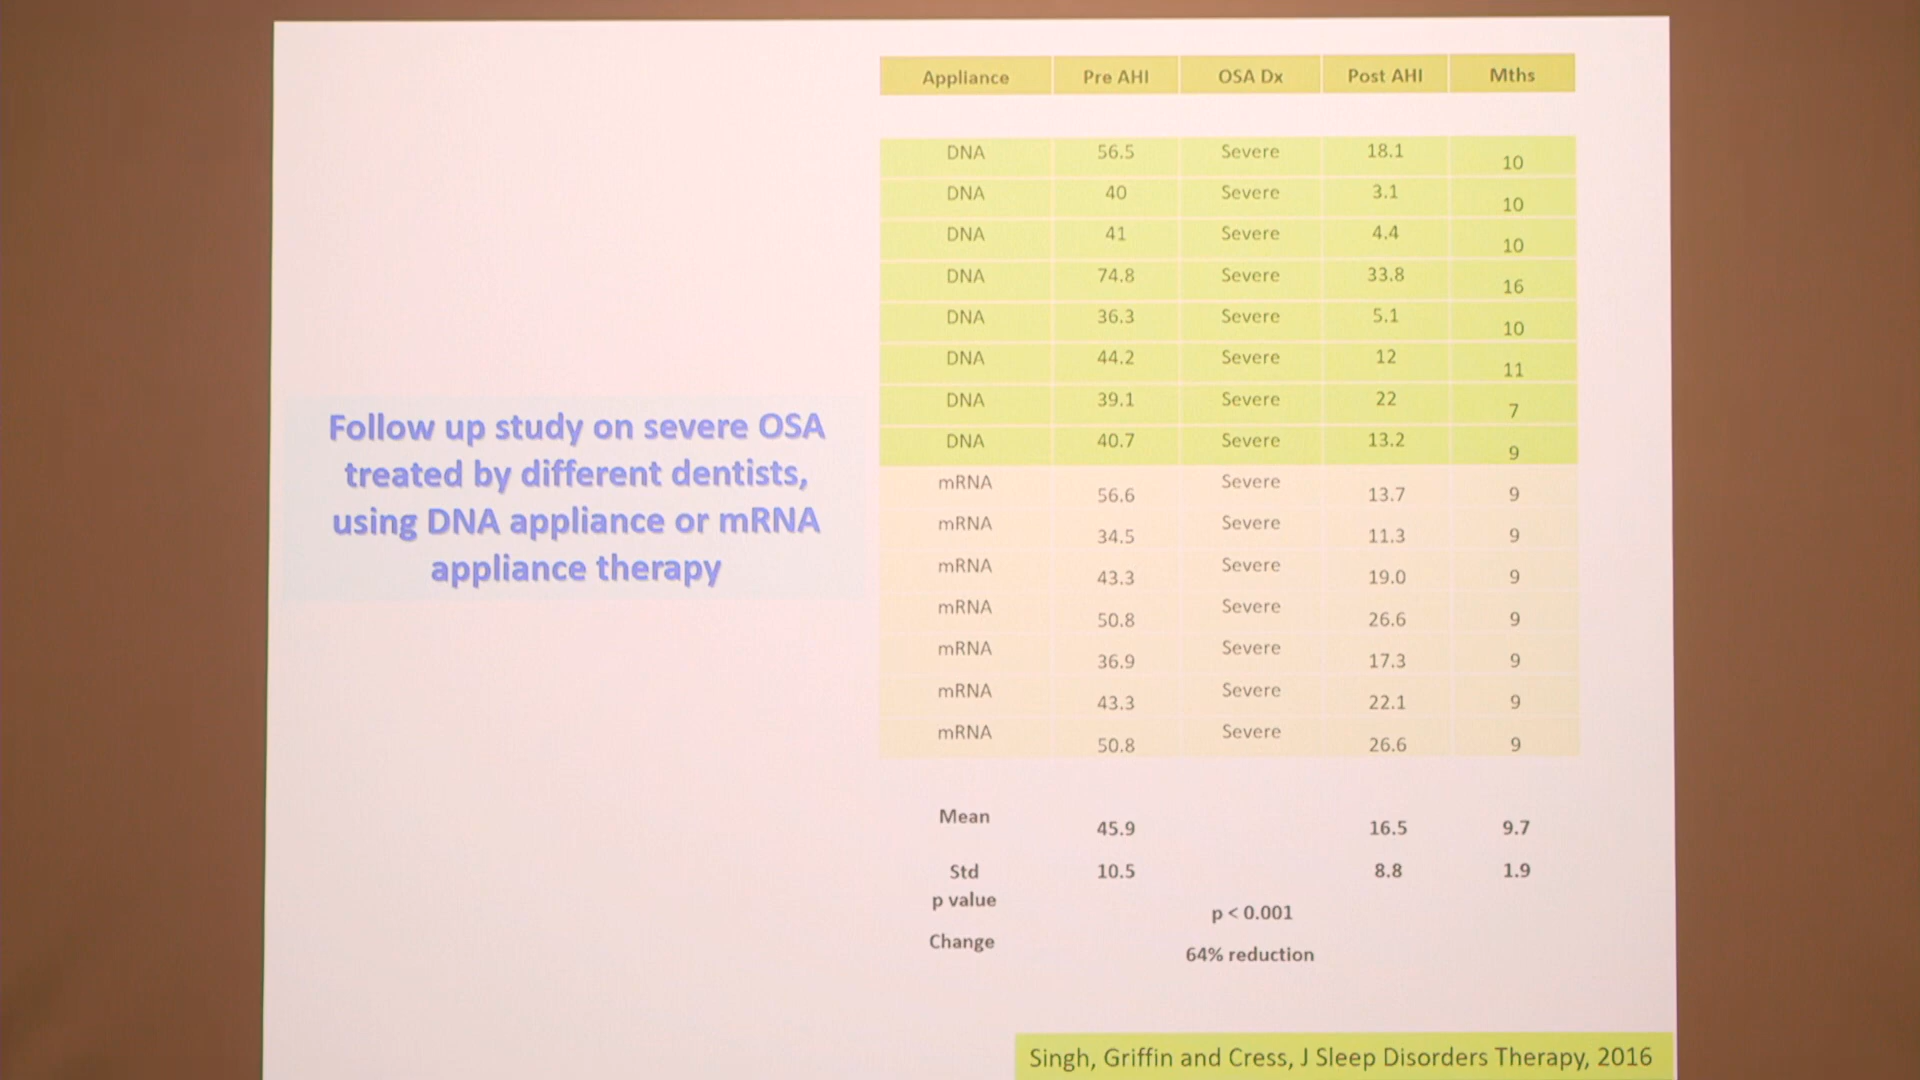 Follow up study on severe OSA
treated by different dentists,
using DNA appliance or mRNA
appliance therapy
Appliance Pre AHI OSA Dx Post AHI Mths
DNA 56.5 Severe 18.1 10
DNA 40 Severe 3.1 10
DNA 41 Severe 4.4 10
DNA 74.8 Severe 33.8 16
DNA 36.3 Severe 5.1 10
DNA 44.2 Severe 12 11
DNA 39.1 Severe 22 7
DNA 40.7 Severe 13.2 9
mRNA 56.6 Severe 13.7 9
mRNA 34.5 Severe 11.3 9
mRNA 43.3 Severe 19.0 9
mRNA 50.8 Severe 26.6 9
mRNA 36.9 Severe 17.3 9
mRNA 43.3 Severe 22.1 9
mRNA 50.8 Severe 26.6 9
Mean 45.9 16.5 9.7
Std 10.5 8.8 1.9
p value p < 0.001
Change 64% reduction
Singh, Griffin and Cress, J Sleep Disorders Therapy, 2016